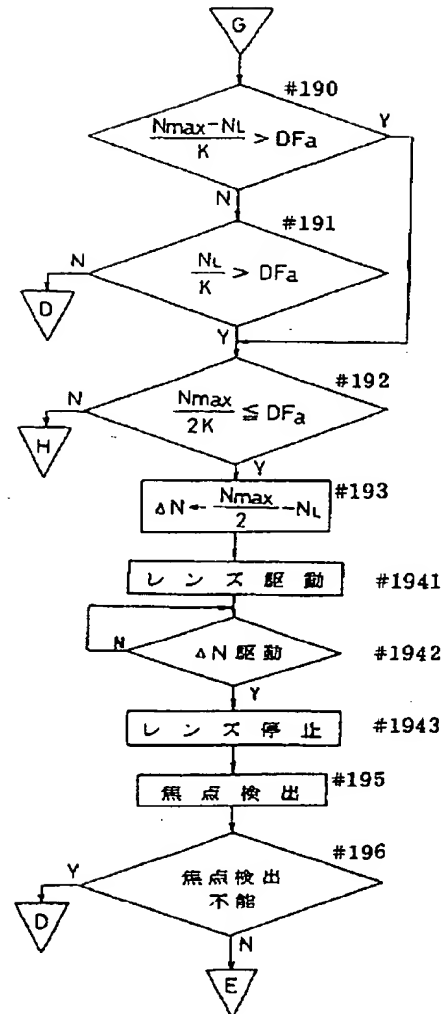 G
#190
Nmax-NL
K
> DFa
Y
N
#191
N
NL
K
> DFa
D
Y
#192
N
Nmax
2K
≦ DFa
H
Y
#193
ΔN← Nmax
2
-NL
レンズ駆動
#1941
N
ΔN駆動
#1942
Y
レンズ停止
#1943
焦点検出
#195
#196
Y
焦点検出
不能
D
N
E